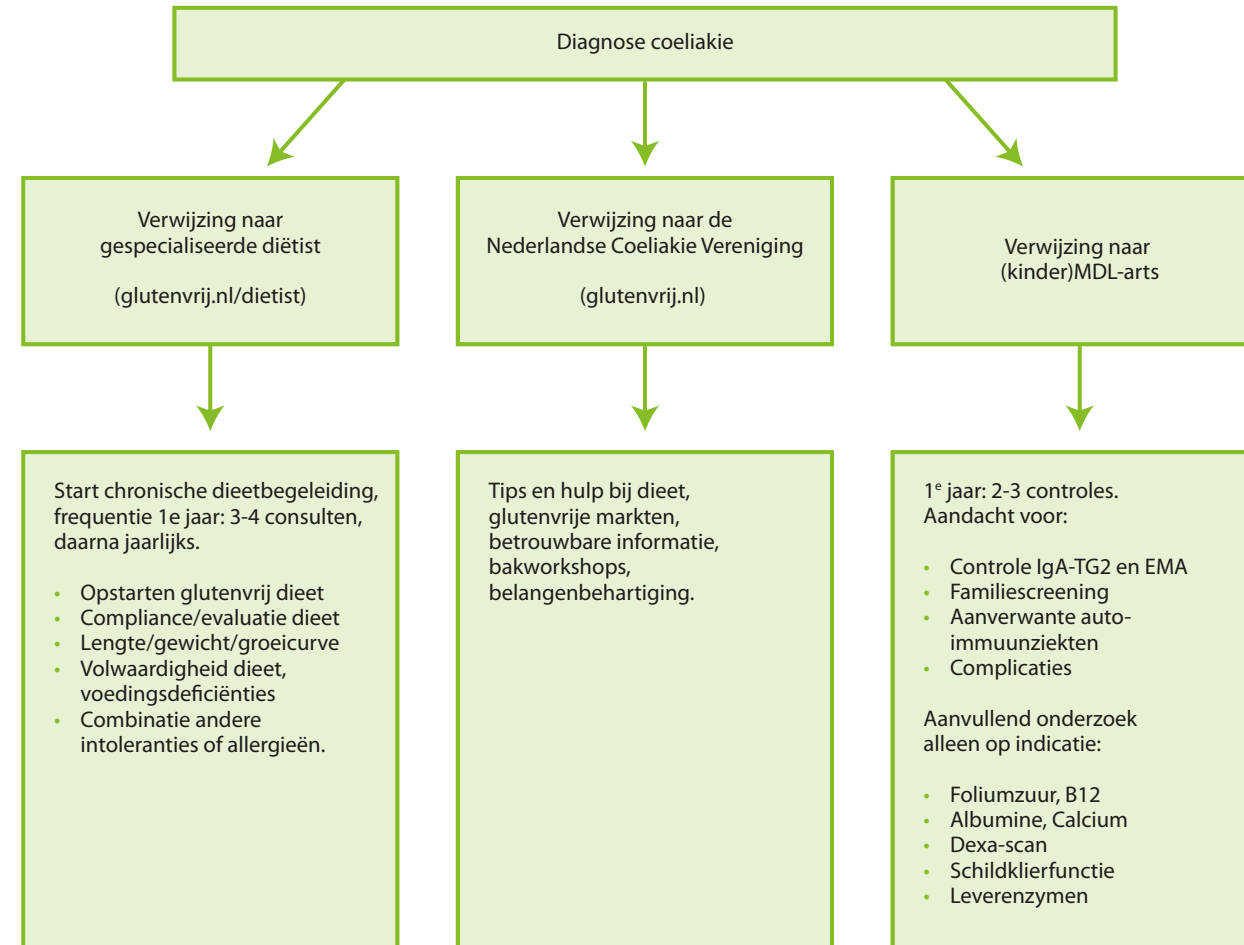 Diagnose coeliakie
Verwijzing naar
gespecialiseerde diëtist
(glutenvrij.nl/dietist)
Verwijzing naar de
Nederlandse Coeliakie Vereniging
(glutenvrij.nl)
Verwijzing naar
(kinder)MDL-arts
Start chronische dieetbegeleiding,
frequentie 1e jaar: 3-4 consulten,
daarna jaarlijks.
• Opstarten glutenvrij dieet
• Compliance/evaluatie dieet
• Lengte/gewicht/groeicurve
• Volwaardigheid dieet,
voedingsdeficiënties
• Combinatie andere
intoleranties of allergieën.
Tips en hulp bij dieet,
glutenvrije markten,
betrouwbare informatie,
bakworkshops,
belangenbehartiging.
1e jaar: 2-3 controles.
Aandacht voor:
• Controle IgA-TG2 en EMA
• Familiescreening
• Aanverwante auto-
immuunziekten
• Complicaties
Aanvullend onderzoek
alleen op indicatie:
• Foliumzuur, B12
• Albumine, Calcium
• Dexa-scan
• Schildklierfunctie
• Leverenzymen